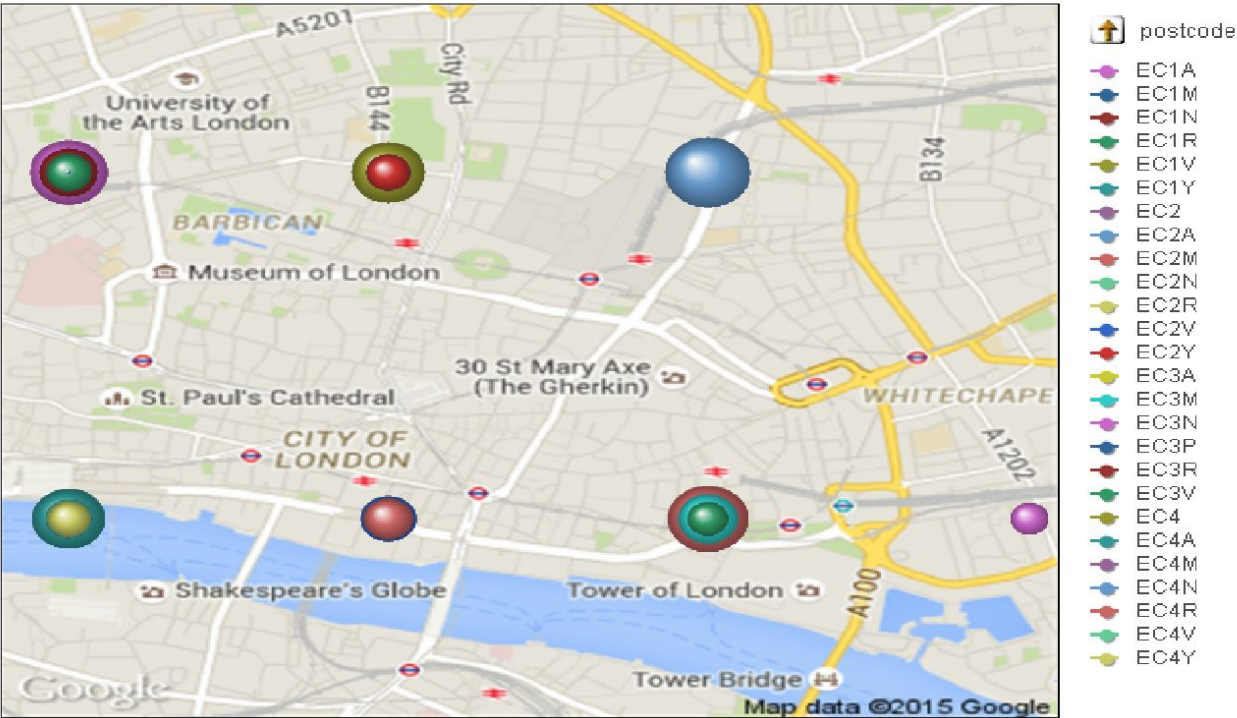 A5201
City Rd
University of
the Arts London
B144
B134
BARBICAN
Museum of London
30 St Mary Axe
(The Gherkin)
St. Paul's Cathedral
WHITECHAPE
CITY OF
LONDON
A1202
Shakespeare's Globe
Tower of London
A100
Tower Bridge
Google
Map data ©2015 Google
postcode
EC1A
EC1M
EC1N
EC1R
EC1V
EC1Y
EC2
EC2A
EC2M
EC2N
EC2R
EC2V
EC2Y
EC3A
EC3M
EC3N
EC3P
EC3R
EC3V
EC4
EC4A
EC4M
EC4N
EC4R
EC4V
EC4Y